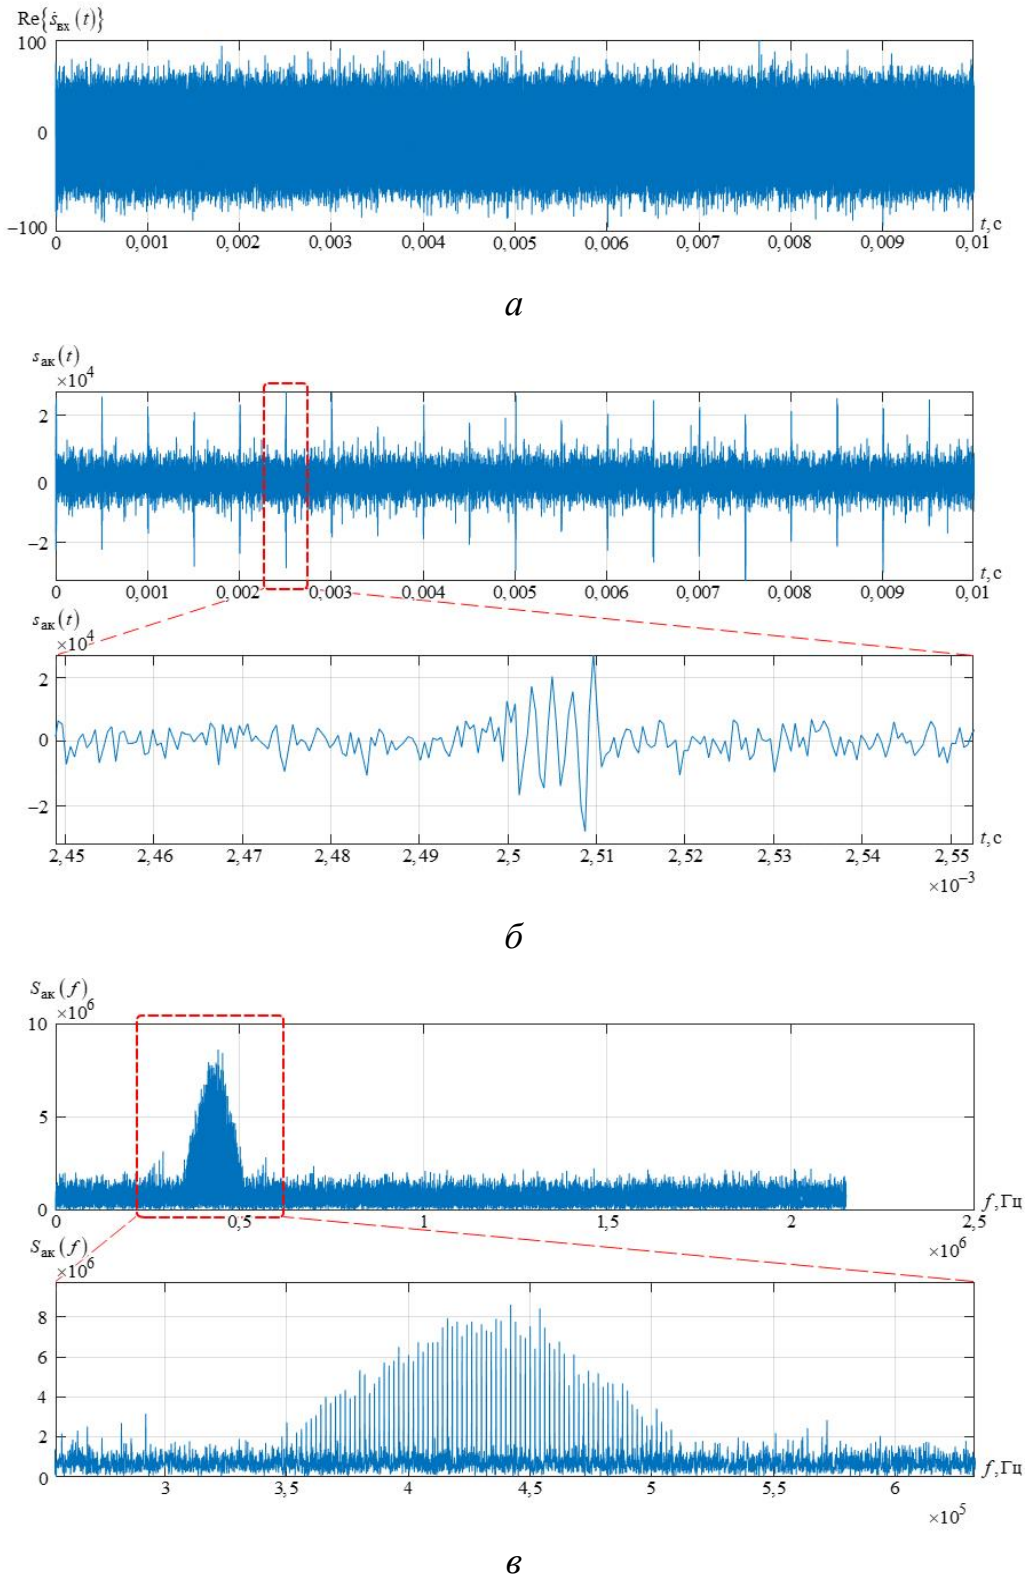 Re{ṡвх (t)}
100
0
−100
0 0,001 0,002 0,003 0,004 0,005 0,006 0,007 0,008 0,009 0,01
t, с
а
sак (t)
×10⁴
2
0
−2
0 0,001 0,002 0,003 0,004 0,005 0,006 0,007 0,008 0,009 0,01
t, с
sак (t)
×10⁴
2
0
−2
2,45 2,46 2,47 2,48 2,49 2,5 2,51 2,52 2,53 2,54 2,55
t, с
×10⁻³
б
Sак (f)
×10⁶
10
5
0
0 0,5 1 1,5 2 2,5
f, Гц
×10⁶
Sак (f)
×10⁶
8
6
4
2
0
3 3,5 4 4,5 5 5,5 6
f, Гц
×10⁵
в